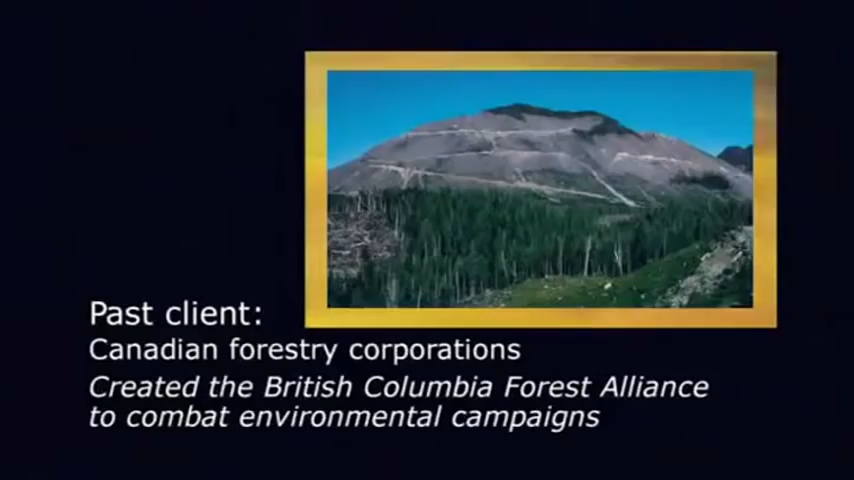 Past client:
Canadian forestry corporations
Created the British Columbia Forest Alliance
to combat environmental campaigns